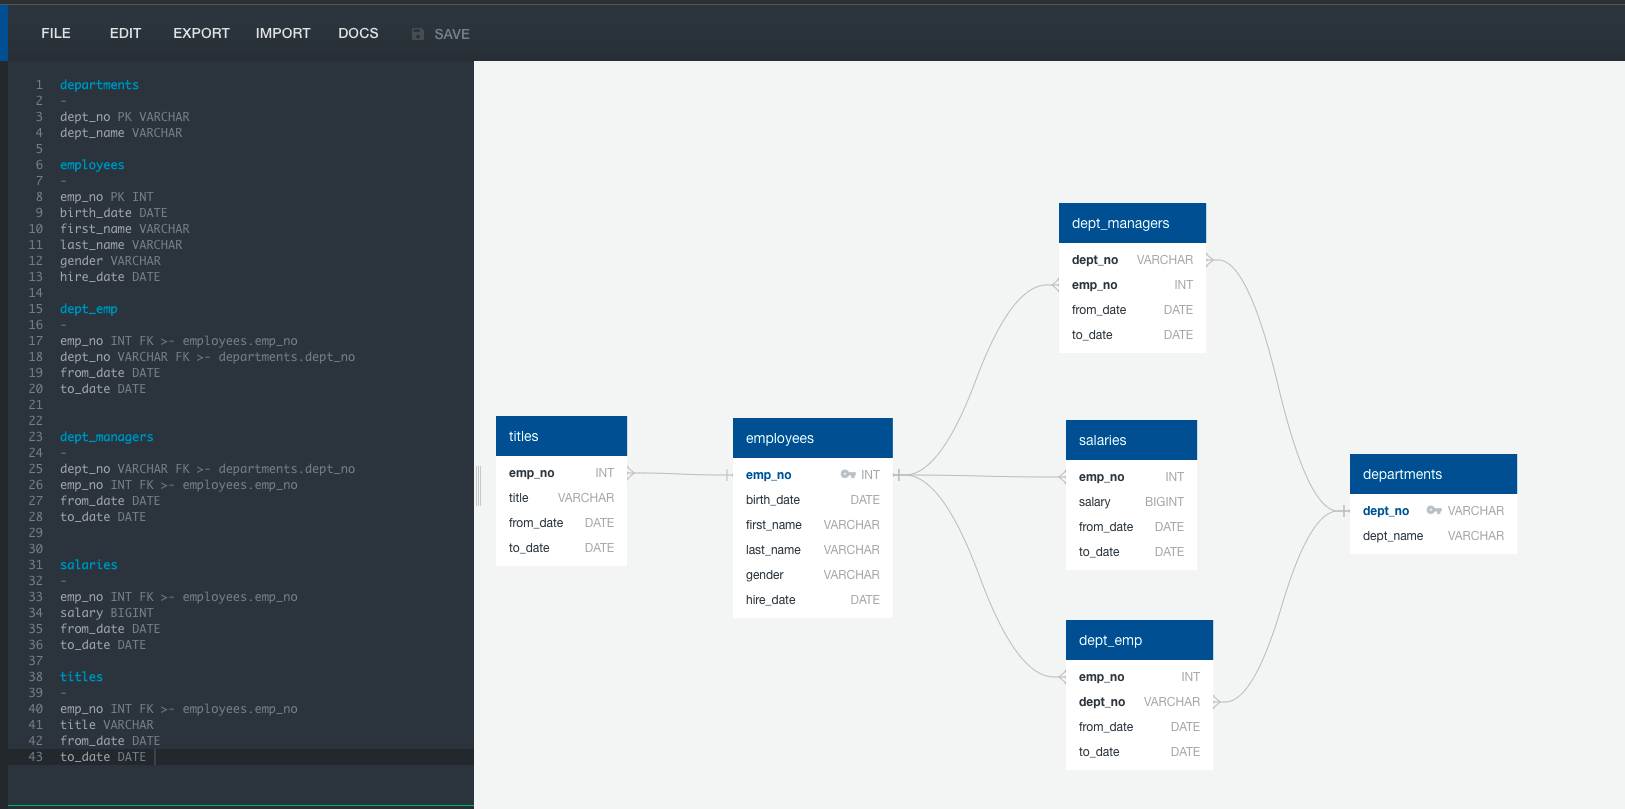 FILE EDIT EXPORT IMPORT DOCS SAVE
1 departments
2 -
3 dept_no PK VARCHAR
4 dept_name VARCHAR
5
6 employees
7 -
8 emp_no PK INT
9 birth_date DATE
10 first_name VARCHAR
11 last_name VARCHAR
12 gender VARCHAR
13 hire_date DATE
14
15 dept_emp
16 -
17 emp_no INT FK >- employees.emp_no
18 dept_no VARCHAR FK >- departments.dept_no
19 from_date DATE
20 to_date DATE
21
22
23 dept_managers
24 -
25 dept_no VARCHAR FK >- departments.dept_no
26 emp_no INT FK >- employees.emp_no
27 from_date DATE
28 to_date DATE
29
30
31 salaries
32 -
33 emp_no INT FK >- employees.emp_no
34 salary BIGINT
35 from_date DATE
36 to_date DATE
37
38 titles
39 -
40 emp_no INT FK >- employees.emp_no
41 title VARCHAR
42 from_date DATE
43 to_date DATE
titles
emp_no INT
title VARCHAR
from_date DATE
to_date DATE
employees
emp_no INT
birth_date DATE
first_name VARCHAR
last_name VARCHAR
gender VARCHAR
hire_date DATE
dept_managers
dept_no VARCHAR
emp_no INT
from_date DATE
to_date DATE
salaries
emp_no INT
salary BIGINT
from_date DATE
to_date DATE
dept_emp
emp_no INT
dept_no VARCHAR
from_date DATE
to_date DATE
departments
dept_no VARCHAR
dept_name VARCHAR